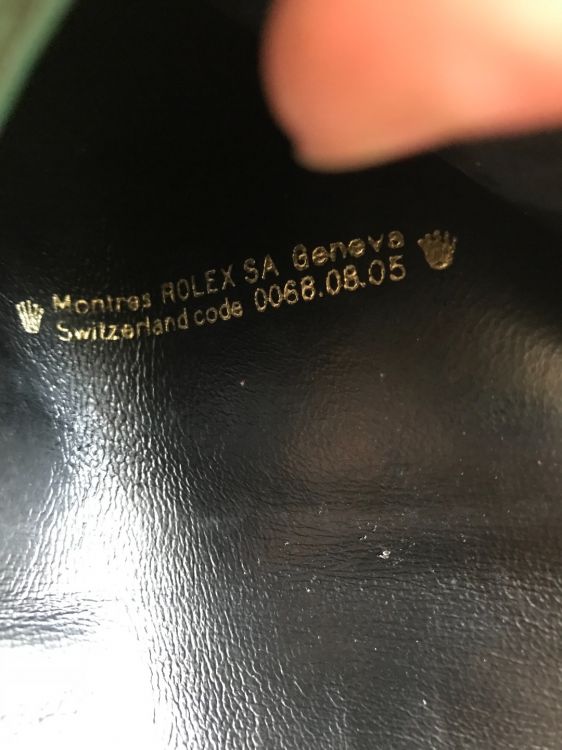 Montres ROLEX SA Geneva
Switzerland code 0068.08.05